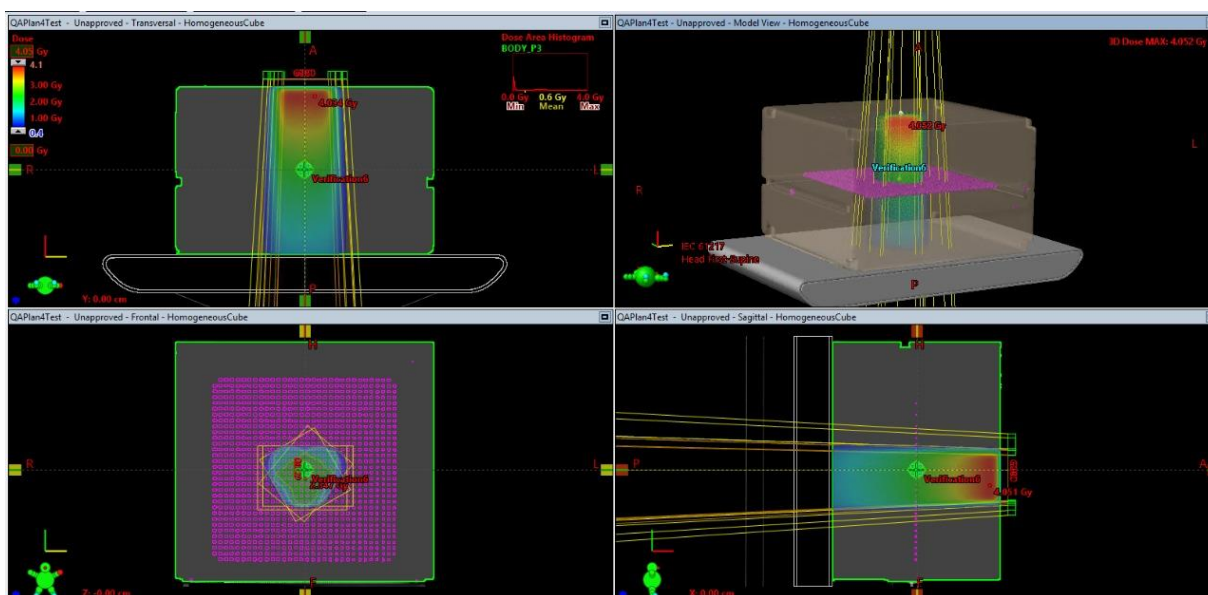 QAPlan4Test - Unapproved - Transversal - HomogeneousCube
Dose
4.05 Gy
4.1
3.00 Gy
2.00 Gy
1.00 Gy
0.4
0.00 Gy
A
Dose Area Histogram
BODY_P3
0.0 Gy 0.6 Gy 4.0 Gy
Min Mean Max
R
L
Verification6
P
Y: 0.00 cm
QAPlan4Test - Unapproved - Model View - HomogeneousCube
3D Dose MAX: 4.052 Gy
A
4.052 Gy
Verification6
L
R
IEC 61217
Head First-Supine
P
QAPlan4Test - Unapproved - Frontal - HomogeneousCube
H
R
L
Verification6
F
Z: -0.00 cm
QAPlan4Test - Unapproved - Sagittal - HomogeneousCube
H
P
A
Verification6
4.051 Gy
F
X: 0.00 cm